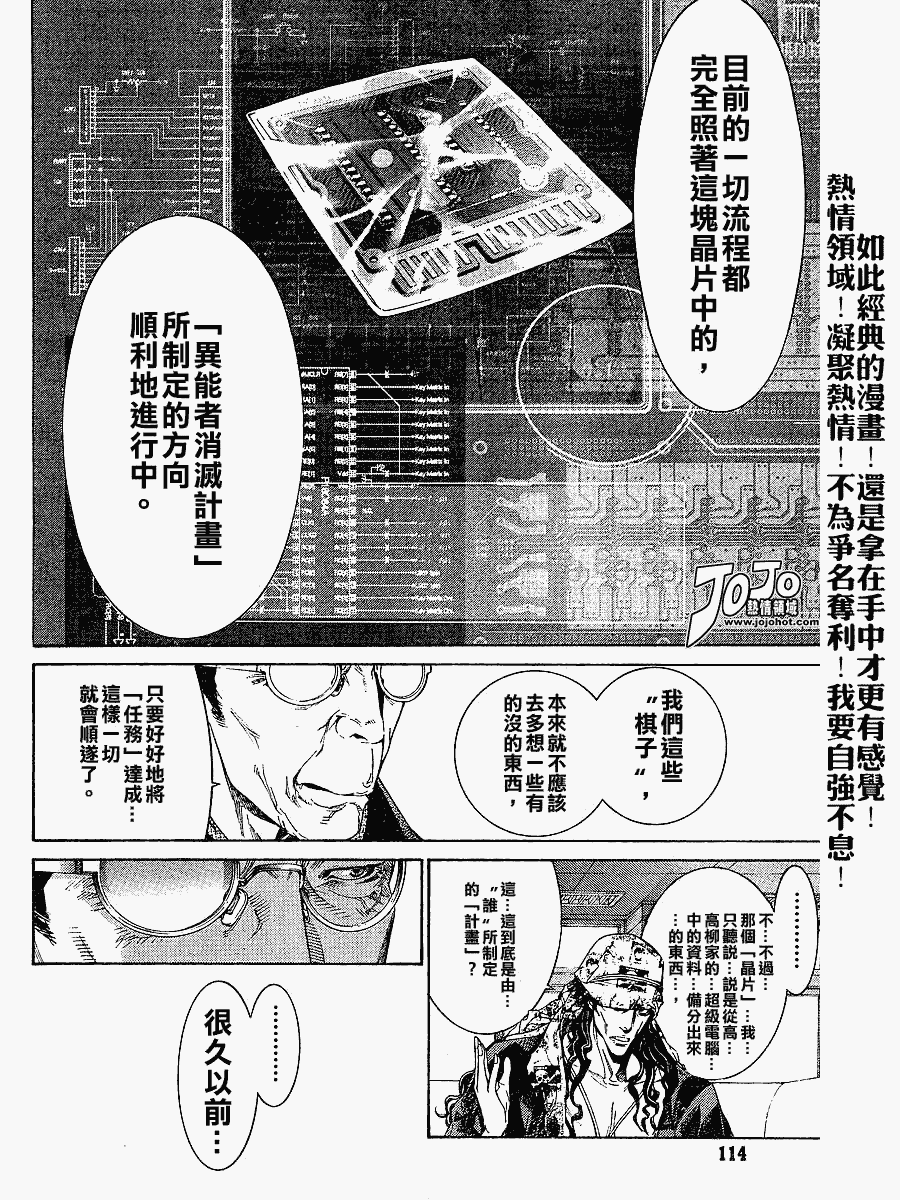 目前的一切流程都
完全照著這塊晶片中的，
「異能者消滅計畫」
所制定的方向
順利地進行中。
如此經典的漫畫！還是拿在手中才更有感覺！
熱情領域！凝聚熱情！不為爭名奪利！我要自強不息！
JOJO
熱情領域
www.jojohot.com
我們這些
〝棋子〞，
本來就不應該
去多想一些有
的沒的東西，
只要好好地將
「任務」達成…
這樣一切
就會順遂了。
…………
不…不過…
那個「晶片」…我…
只聽說…說是從高…
高柳家的…超級電腦…
中的資料…備分出來
…的東西…，
這…這到底是由…
〝誰〞所制定
的「計畫」？
…………
很久以前…
114